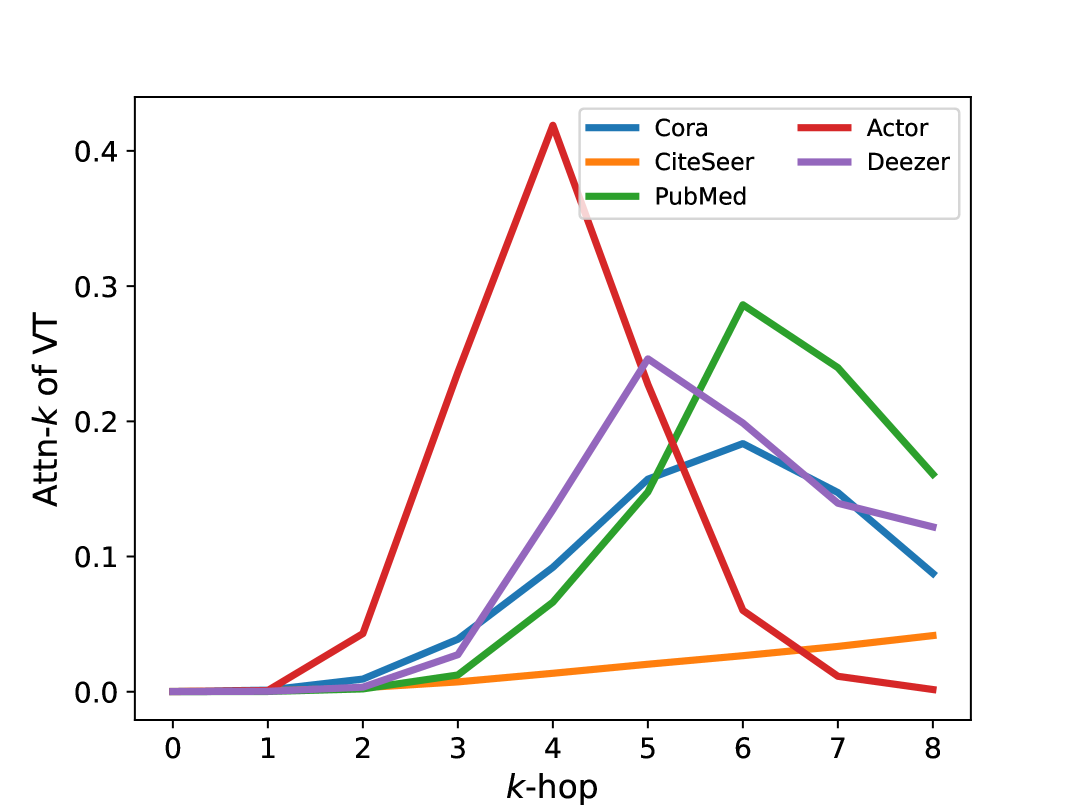 Cora
CiteSeer
PubMed
Actor
Deezer
0.4
0.3
0.2
0.1
0.0
Attn-k of VT
0 1 2 3 4 5 6 7 8
k-hop